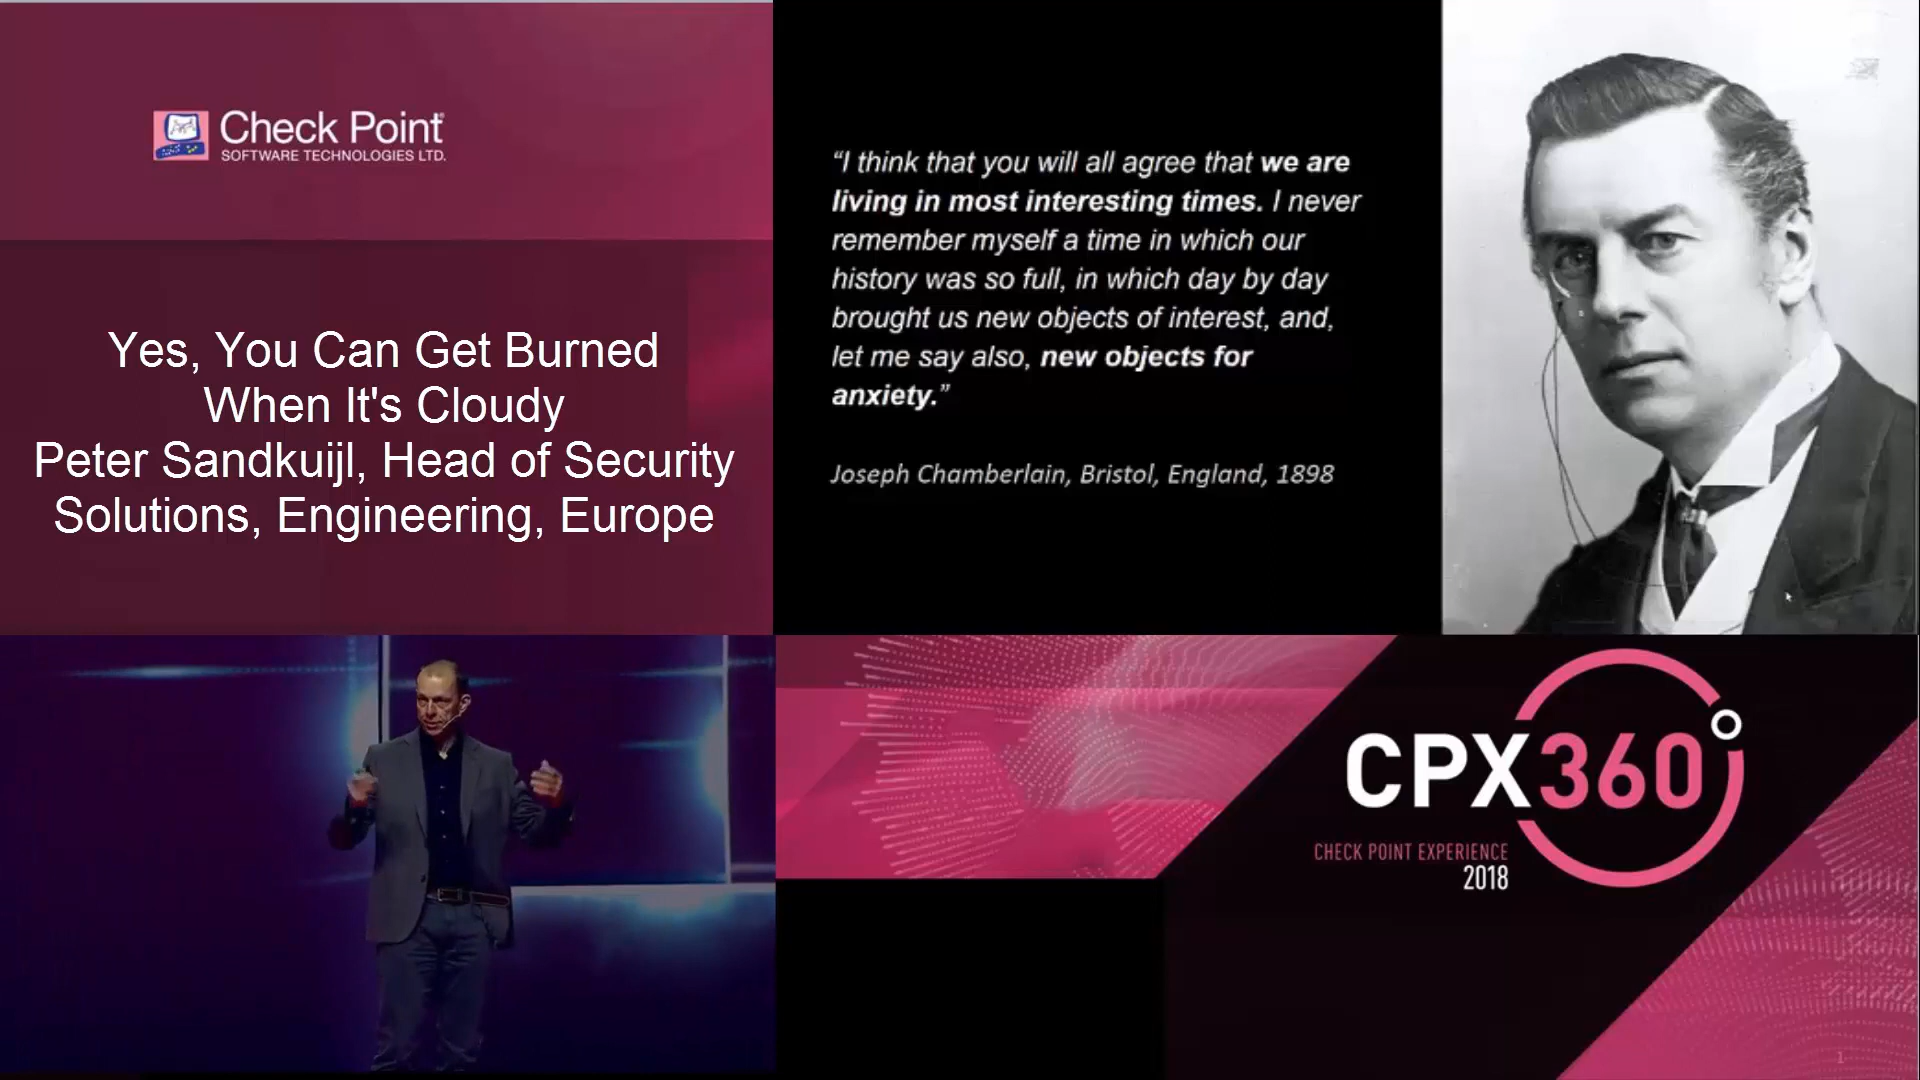 Check Point
SOFTWARE TECHNOLOGIES LTD.
Yes, You Can Get Burned
When It's Cloudy
Peter Sandkuijl, Head of Security
Solutions, Engineering, Europe
“I think that you will all agree that we are
living in most interesting times. I never
remember myself a time in which our
history was so full, in which day by day
brought us new objects of interest, and,
let me say also, new objects for
anxiety.”
Joseph Chamberlain, Bristol, England, 1898
CPX360°
CHECK POINT EXPERIENCE
2018
1